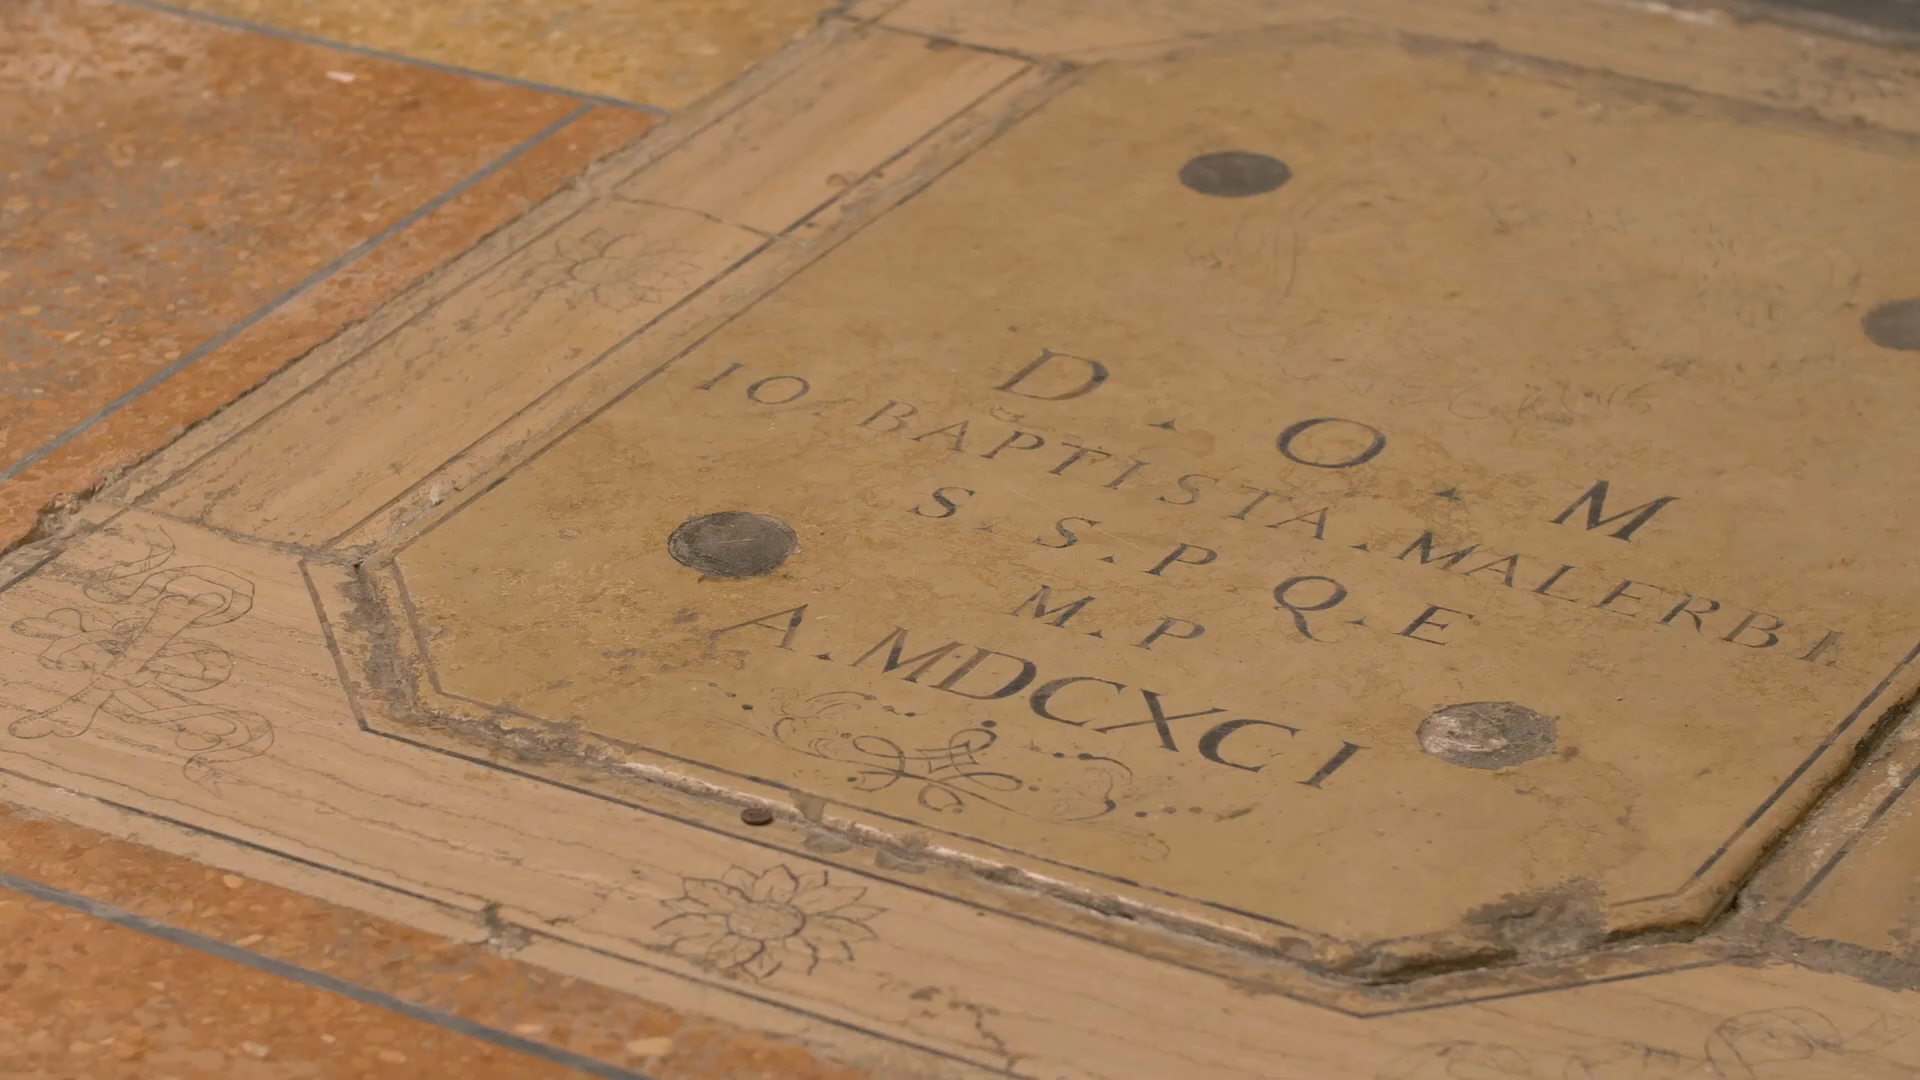 D . O . M
IO . BAPTISTA . MALERBI
S . S . P Q . E
M . P
A . MDCXCI